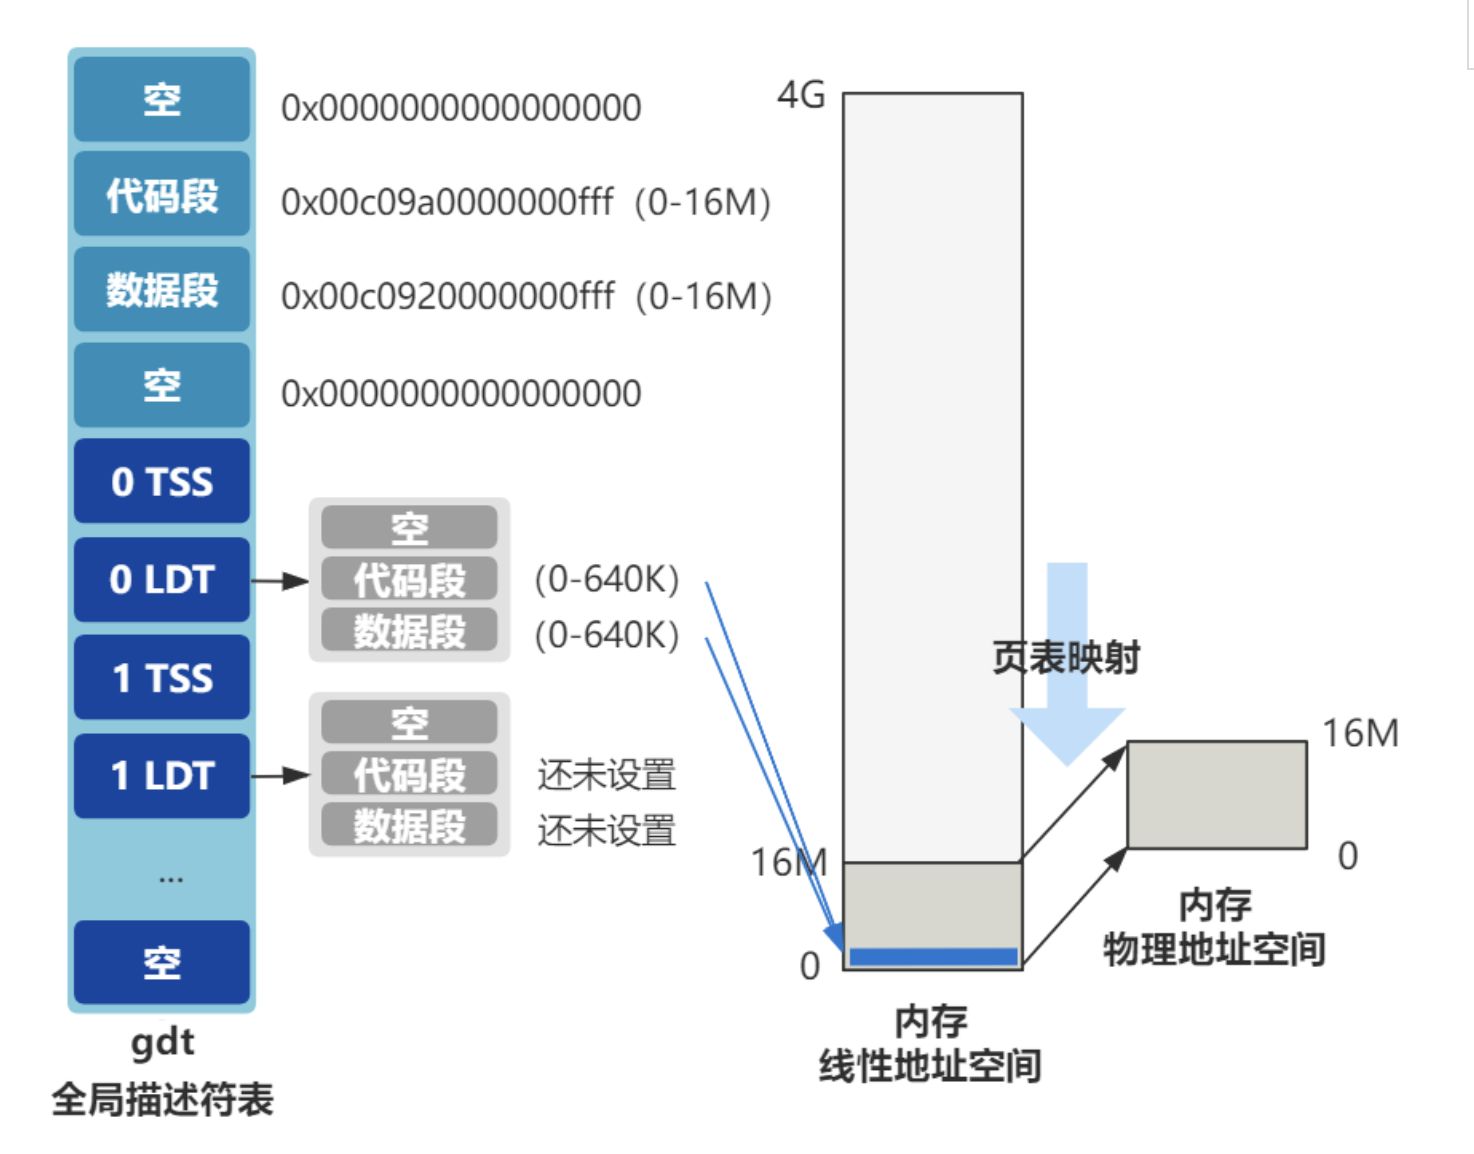 空
0x0000000000000000
代码段
0x00c09a0000000fff（0-16M）
数据段
0x00c0920000000fff（0-16M）
空
0x0000000000000000
0 TSS
0 LDT
空
代码段
（0-640K）
数据段
（0-640K）
1 TSS
1 LDT
空
代码段
还未设置
数据段
还未设置
...
空
gdt
全局描述符表
4G
16M
0
内存
线性地址空间
页表映射
16M
0
内存
物理地址空间